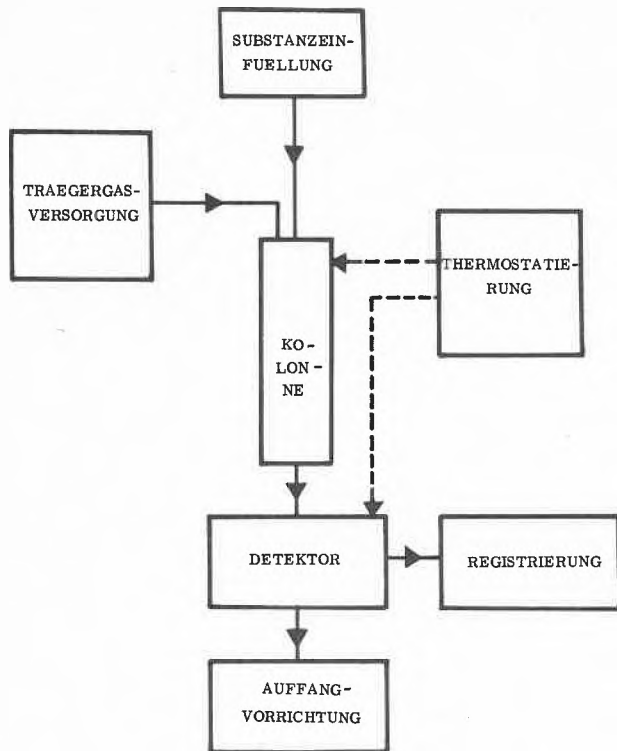 SUBSTANZEIN-
FUELLUNG
TRAEGERGAS-
VERSORGUNG
THERMOSTATIE-
RUNG
KO-
LON-
NE
DETEKTOR
REGISTRIERUNG
AUFFANG-
VORRICHTUNG